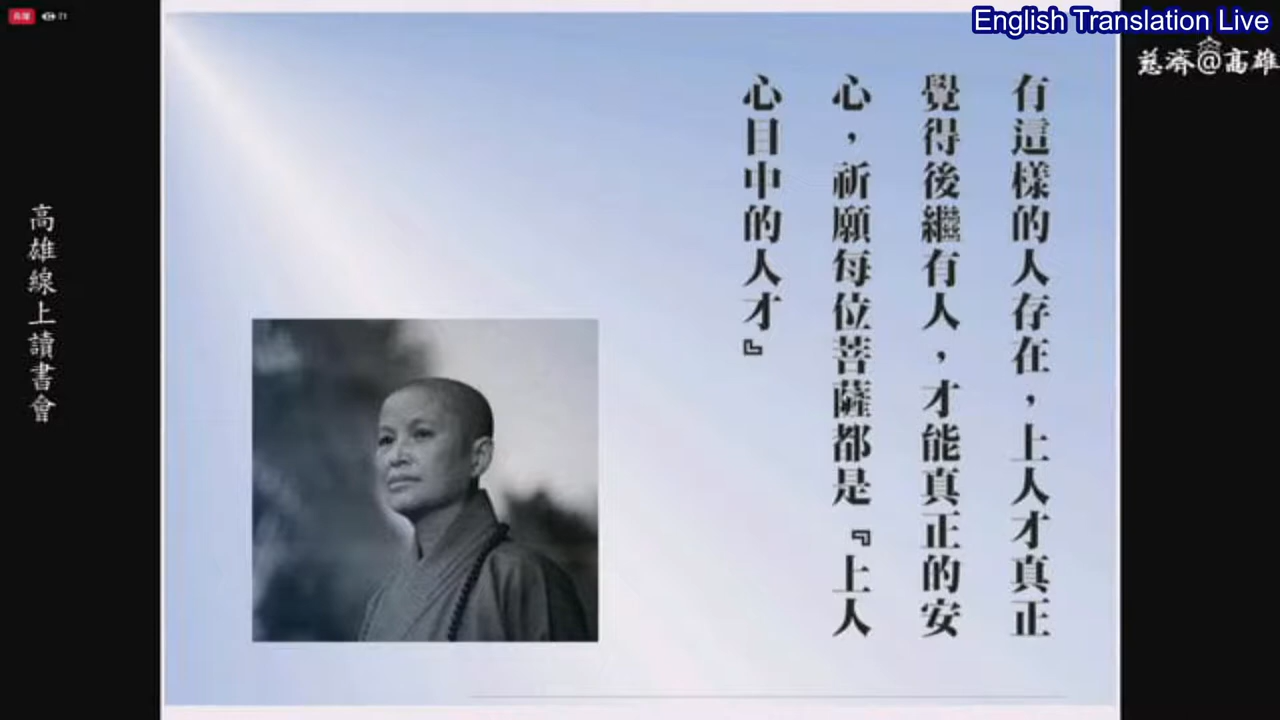 English Translation Live
慈濟@高雄
高雄線上讀書會
有這樣的人存在，上人才真正
覺得後繼有人，才能真正的安
心，祈願每位菩薩都是『上人
心目中的人才』